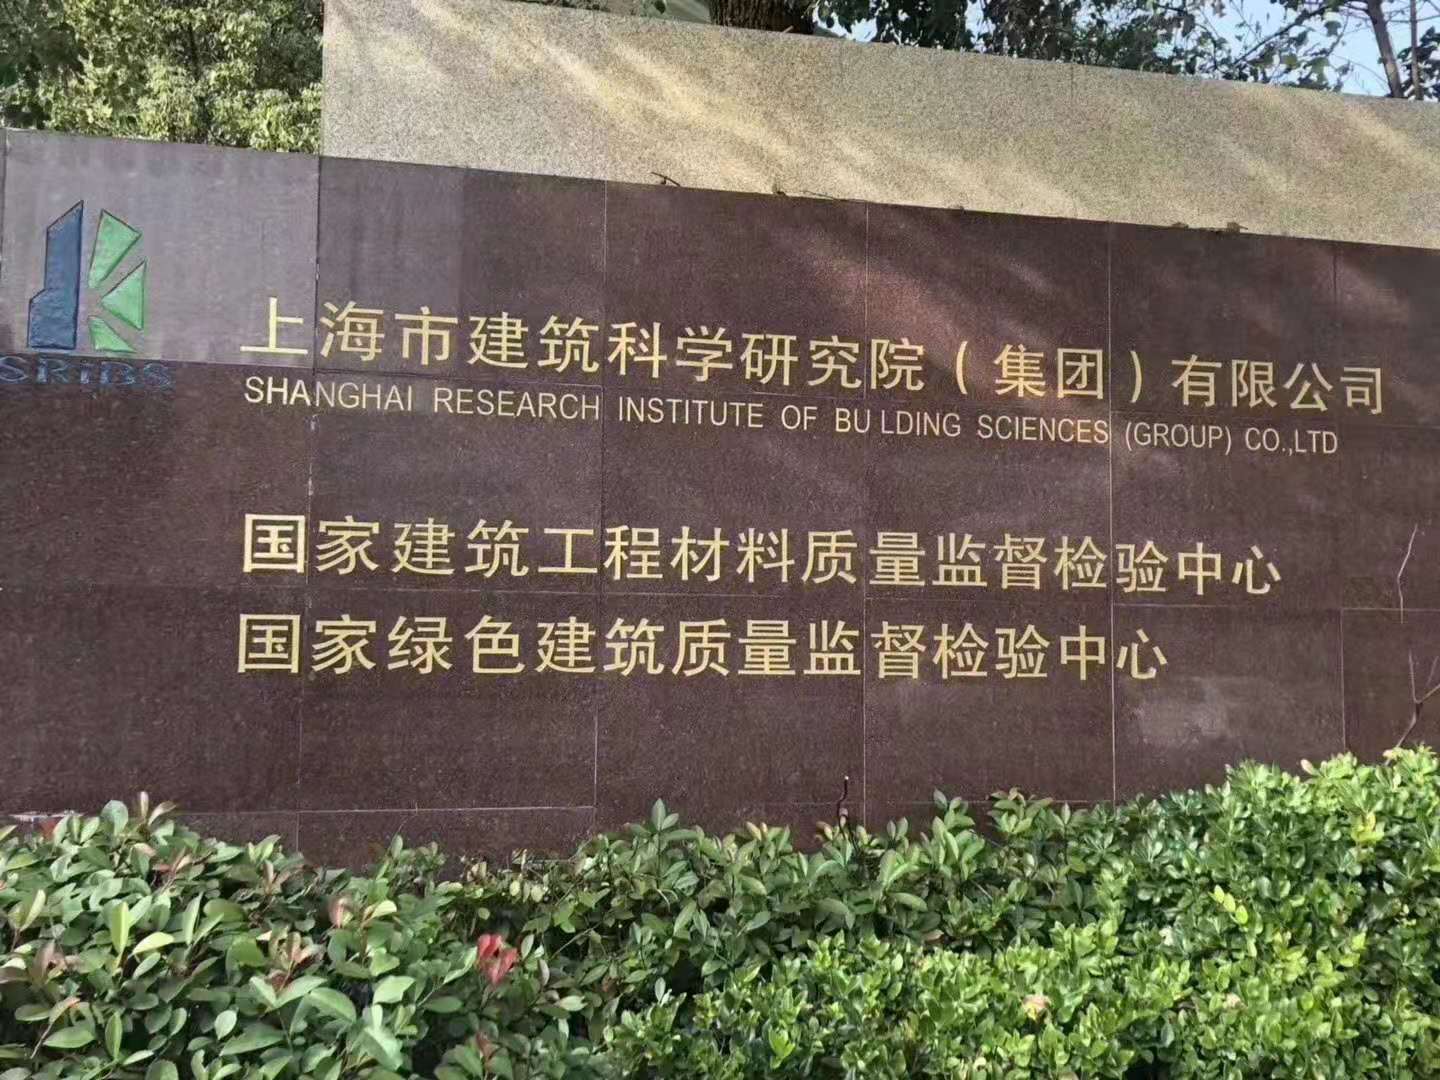 SRIBS
上海市建筑科学研究院（集团）有限公司
SHANGHAI RESEARCH INSTITUTE OF BU LDING SCIENCES (GROUP) CO.,LTD
国家建筑工程材料质量监督检验中心
国家绿色建筑质量监督检验中心